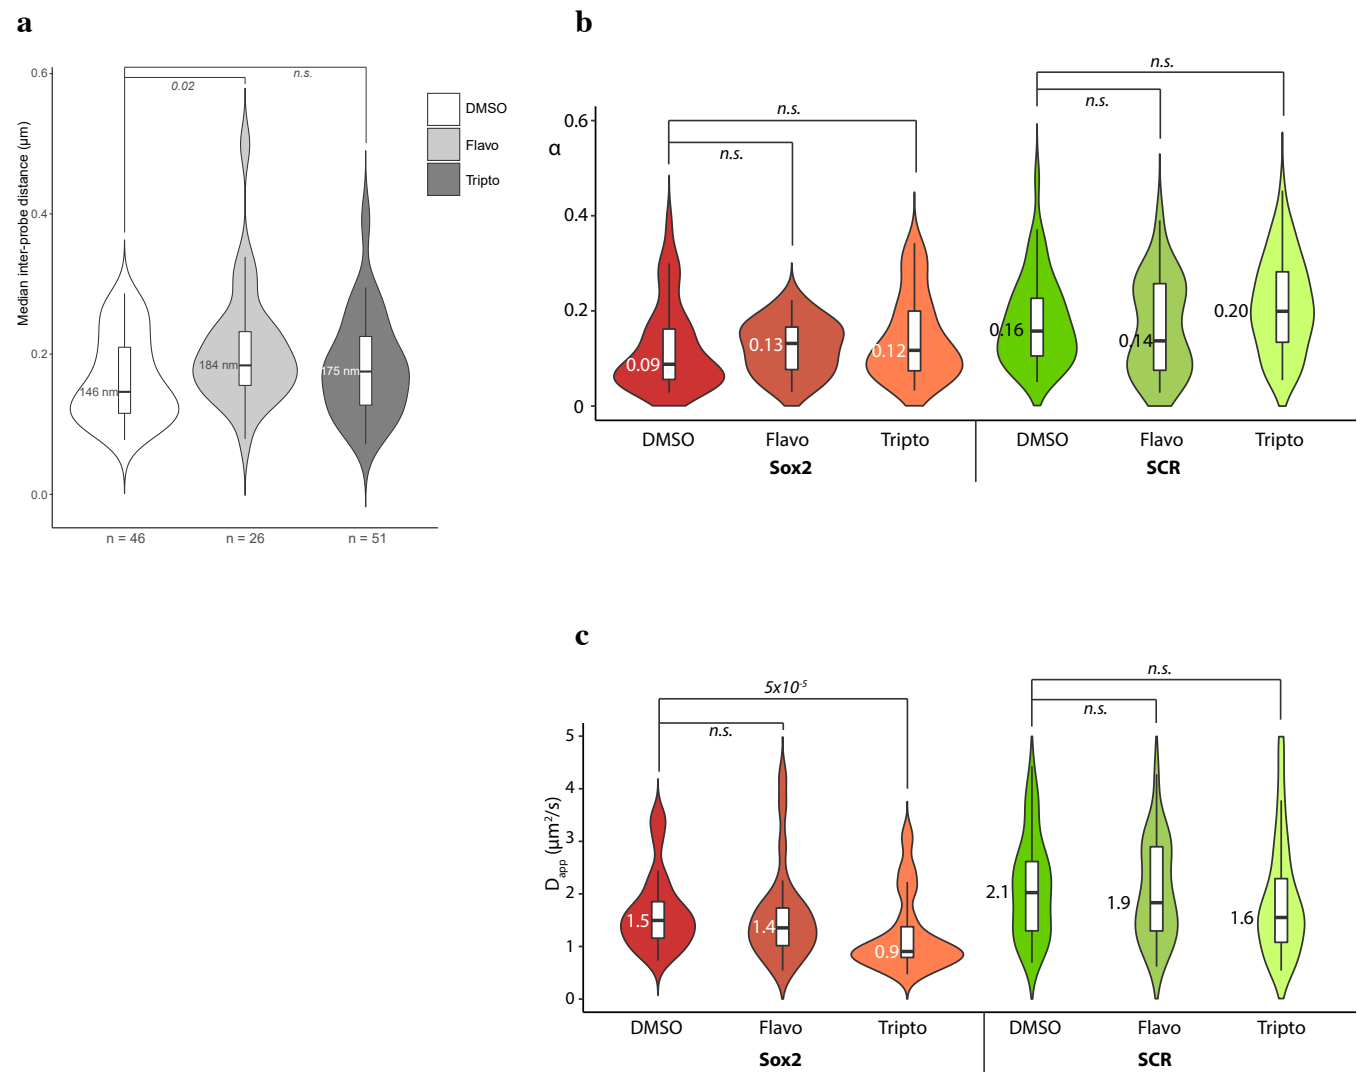 a
Median inter-probe distance (µm)
0.6
0.4
0.2
0.0
0.02
n.s.
DMSO
Flavo
Tripto
146 nm
184 nm
175 nm
n = 46
n = 26
n = 51
b
α
0.6
0.4
0.2
0
n.s.
n.s.
n.s.
n.s.
0.09
0.13
0.12
0.16
0.14
0.20
DMSO
Flavo
Tripto
DMSO
Flavo
Tripto
Sox2
SCR
c
Dapp (µm²/s)
5
4
3
2
1
0
5x10⁻⁵
n.s.
n.s.
n.s.
1.5
1.4
0.9
2.1
1.9
1.6
DMSO
Flavo
Tripto
DMSO
Flavo
Tripto
Sox2
SCR